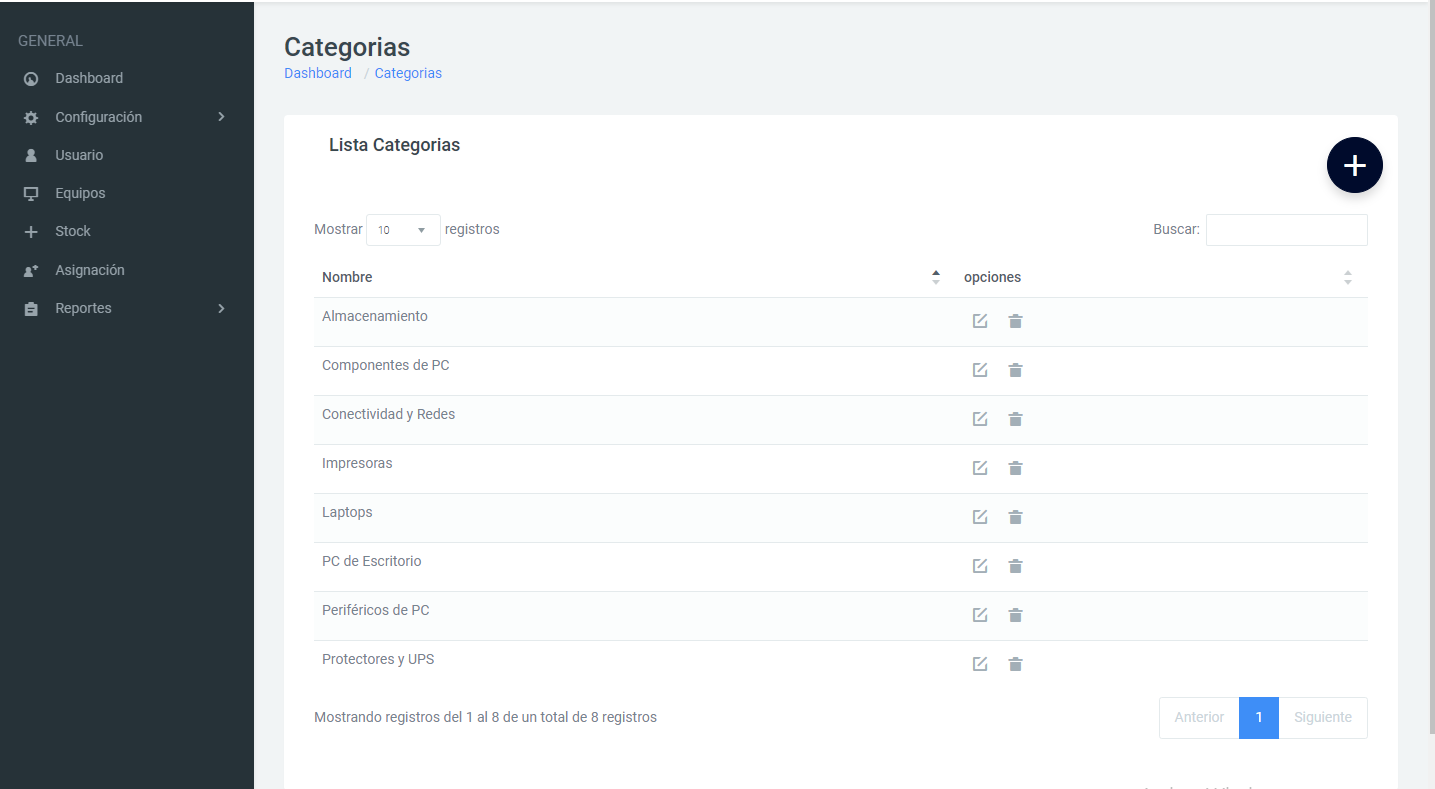 GENERAL
Dashboard
Configuración
Usuario
Equipos
Stock
Asignación
Reportes
Categorias
Dashboard / Categorias
Lista Categorias
+
Mostrar 10 registros
Buscar:
Nombre opciones
Almacenamiento
Componentes de PC
Conectividad y Redes
Impresoras
Laptops
PC de Escritorio
Periféricos de PC
Protectores y UPS
Mostrando registros del 1 al 8 de un total de 8 registros
Anterior 1 Siguiente